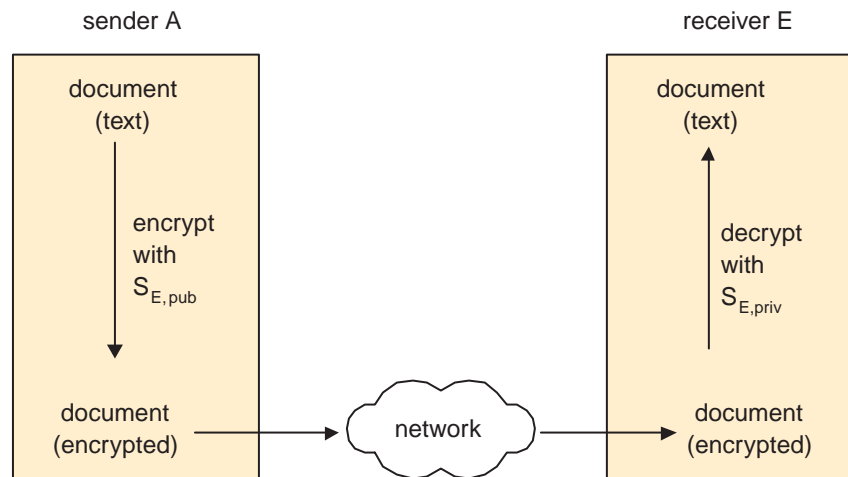 sender A
document
(text)
encrypt
with
S_E,pub
document
(encrypted)
network
receiver E
document
(text)
decrypt
with
S_E,priv
document
(encrypted)